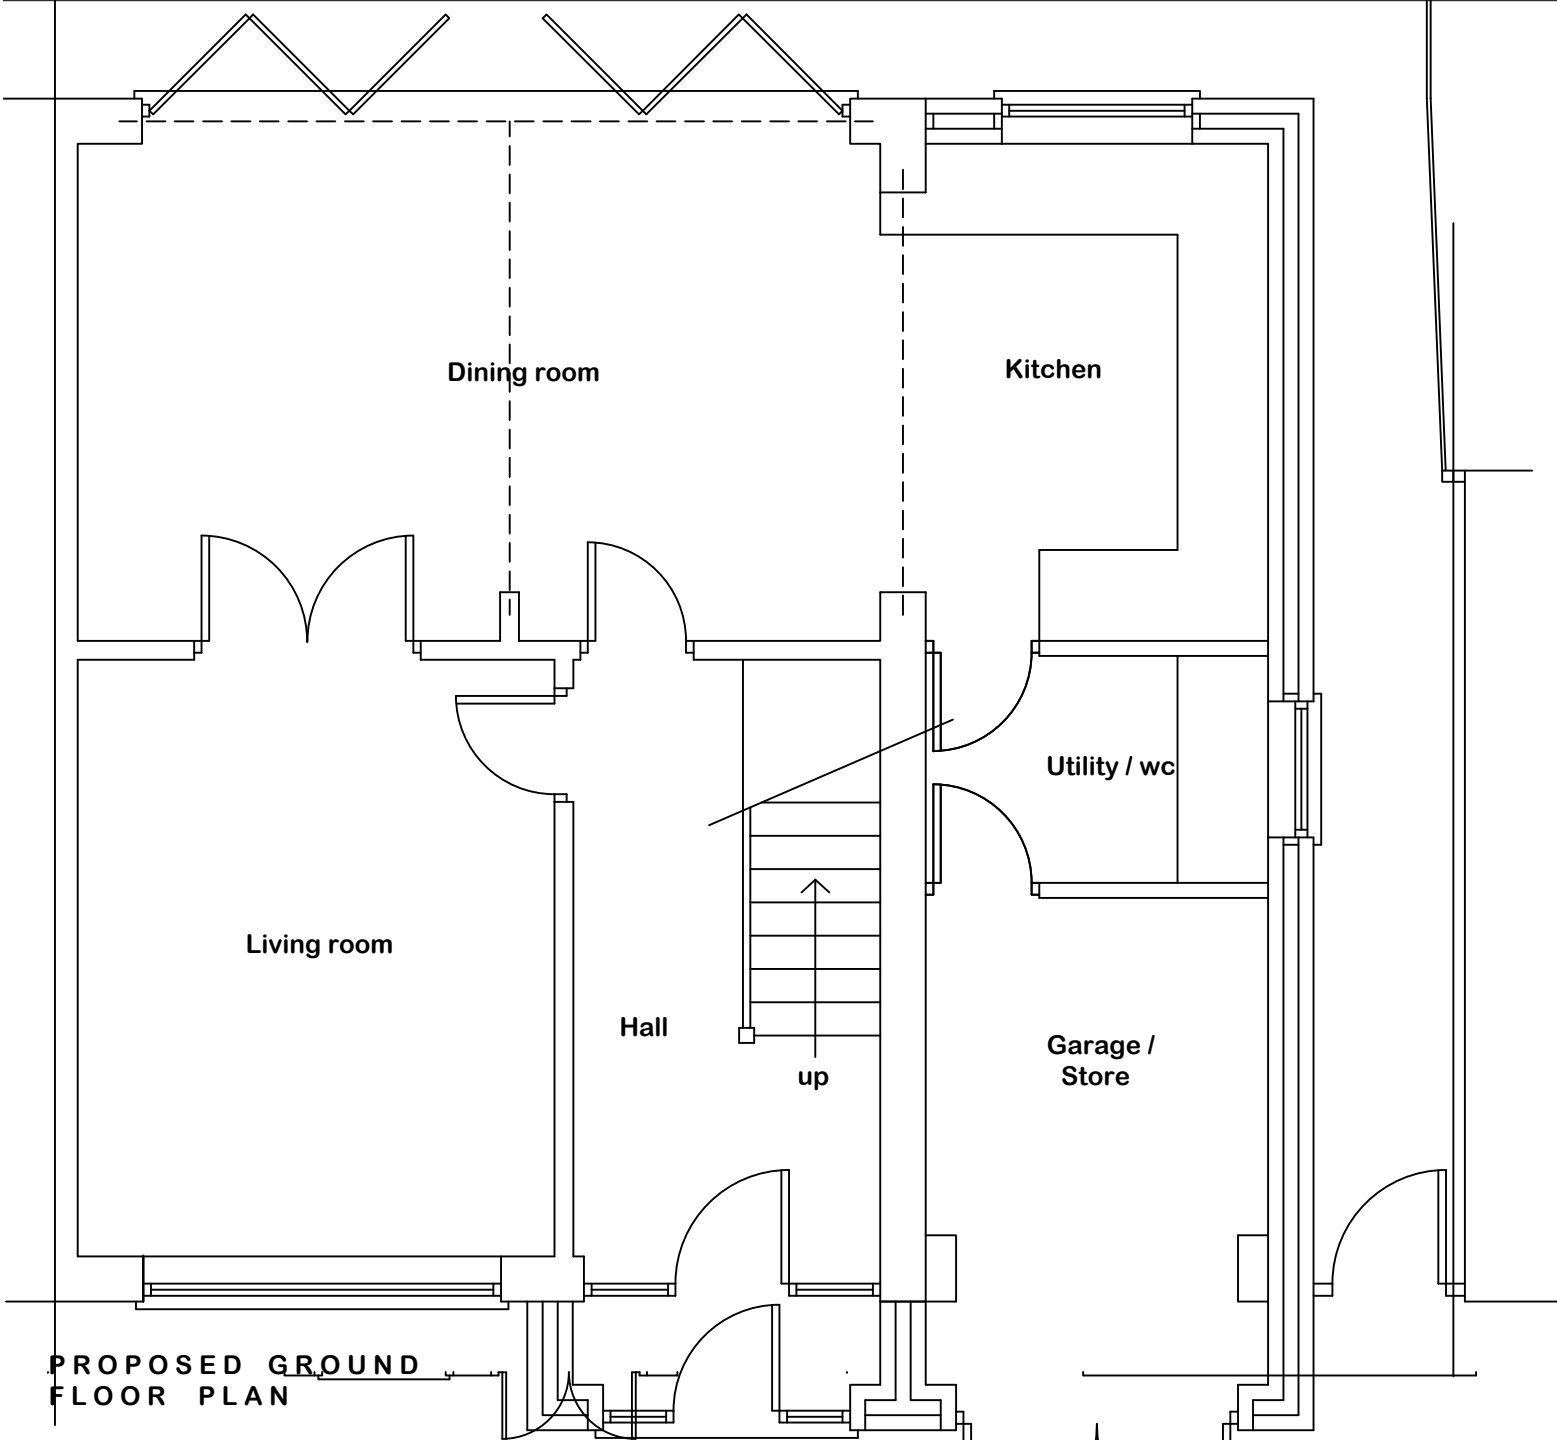 Dining room
Kitchen
Utility / wc
Living room
Hall
Garage /
Store
up
PROPOSED GROUND
FLOOR PLAN